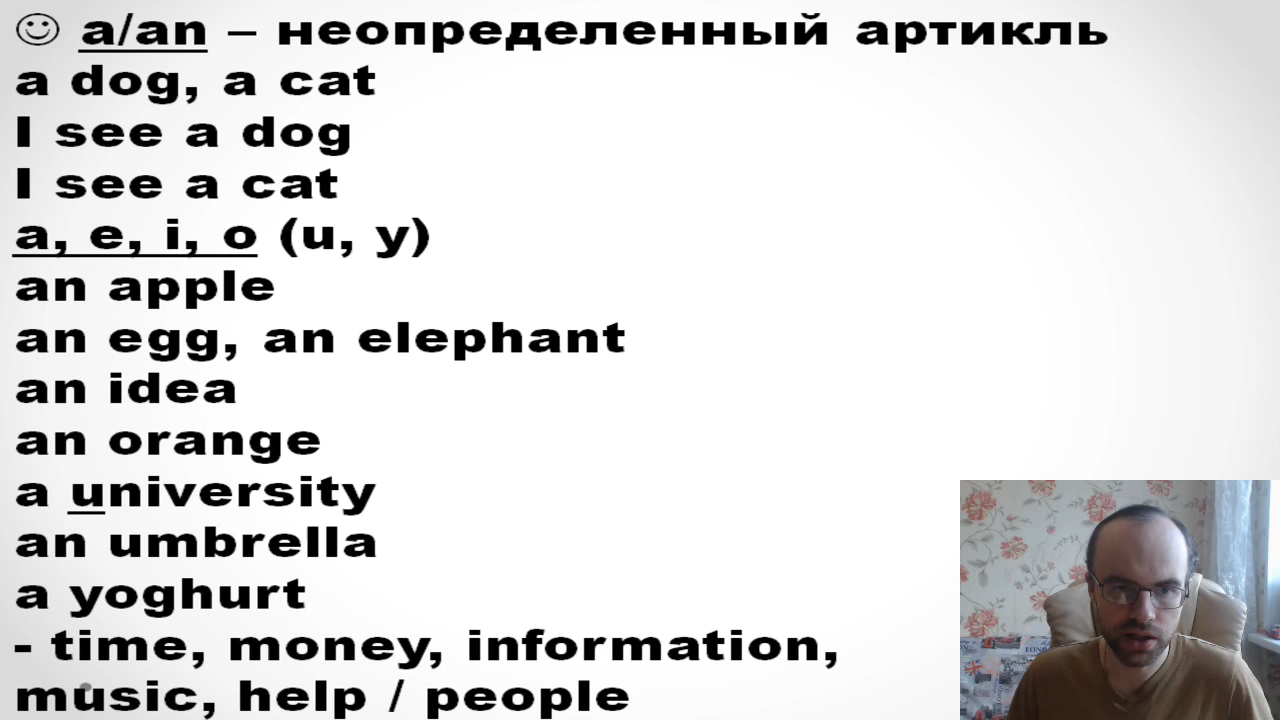 ☺ a/an – неопределенный артикль
a dog, a cat
I see a dog
I see a cat
a, e, i, o (u, y)
an apple
an egg, an elephant
an idea
an orange
a university
an umbrella
a yoghurt
- time, money, information,
music, help / people